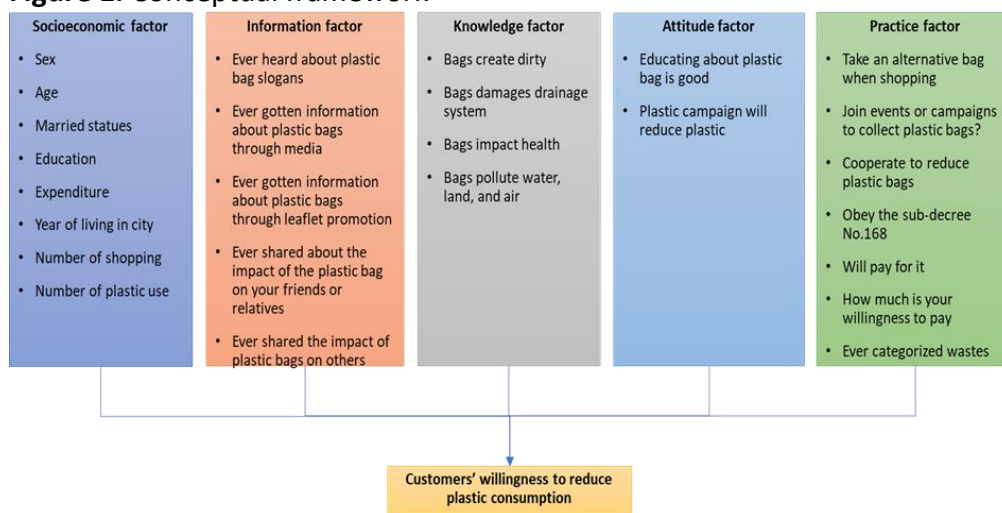 Socioeconomic factor
• Sex
• Age
• Married statues
• Education
• Expenditure
• Year of living in city
• Number of shopping
• Number of plastic use
Information factor
• Ever heard about plastic
bag slogans
• Ever gotten information
about plastic bags
through media
• Ever gotten information
about plastic bags
through leaflet promotion
• Ever shared about the
impact of the plastic bag
on your friends or
relatives
• Ever shared the impact of
plastic bags on others
Knowledge factor
• Bags create dirty
• Bags damages drainage
system
• Bags impact health
• Bags pollute water,
land, and air
Attitude factor
• Educating about plastic
bag is good
• Plastic campaign will
reduce plastic
Practice factor
• Take an alternative bag
when shopping
• Join events or campaigns
to collect plastic bags?
• Cooperate to reduce
plastic bags
• Obey the sub-decree
No.168
• Will pay for it
• How much is your
willingness to pay
• Ever categorized wastes
Customers' willingness to reduce
plastic consumption